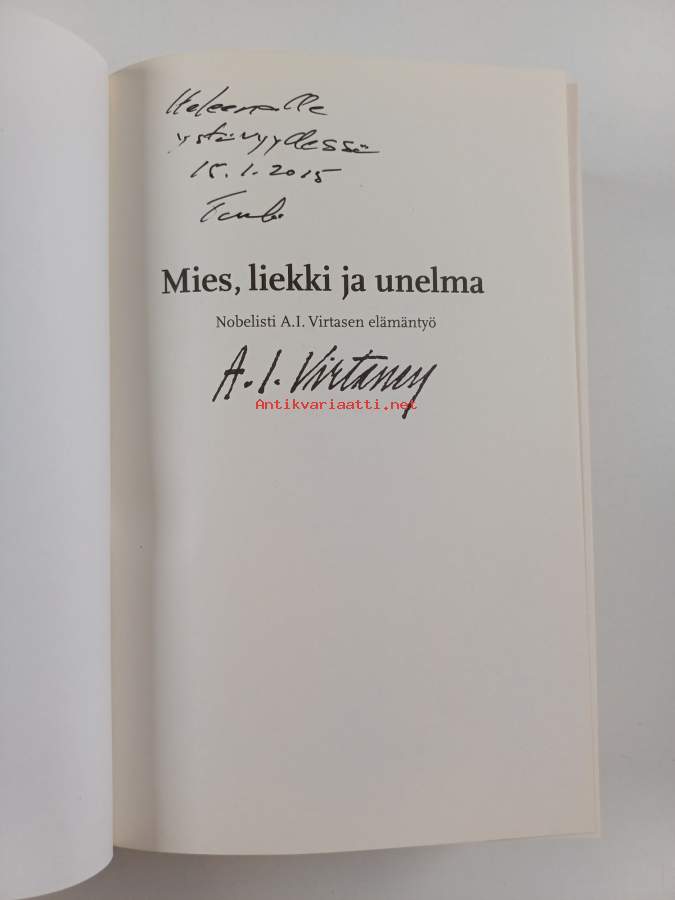 Heleenalle
ystävyydessä
15.1.2015
Mies, liekki ja unelma
Nobelisti A.I. Virtasen elämäntyö
A. I. Virtanen
Antikvariaatti.net